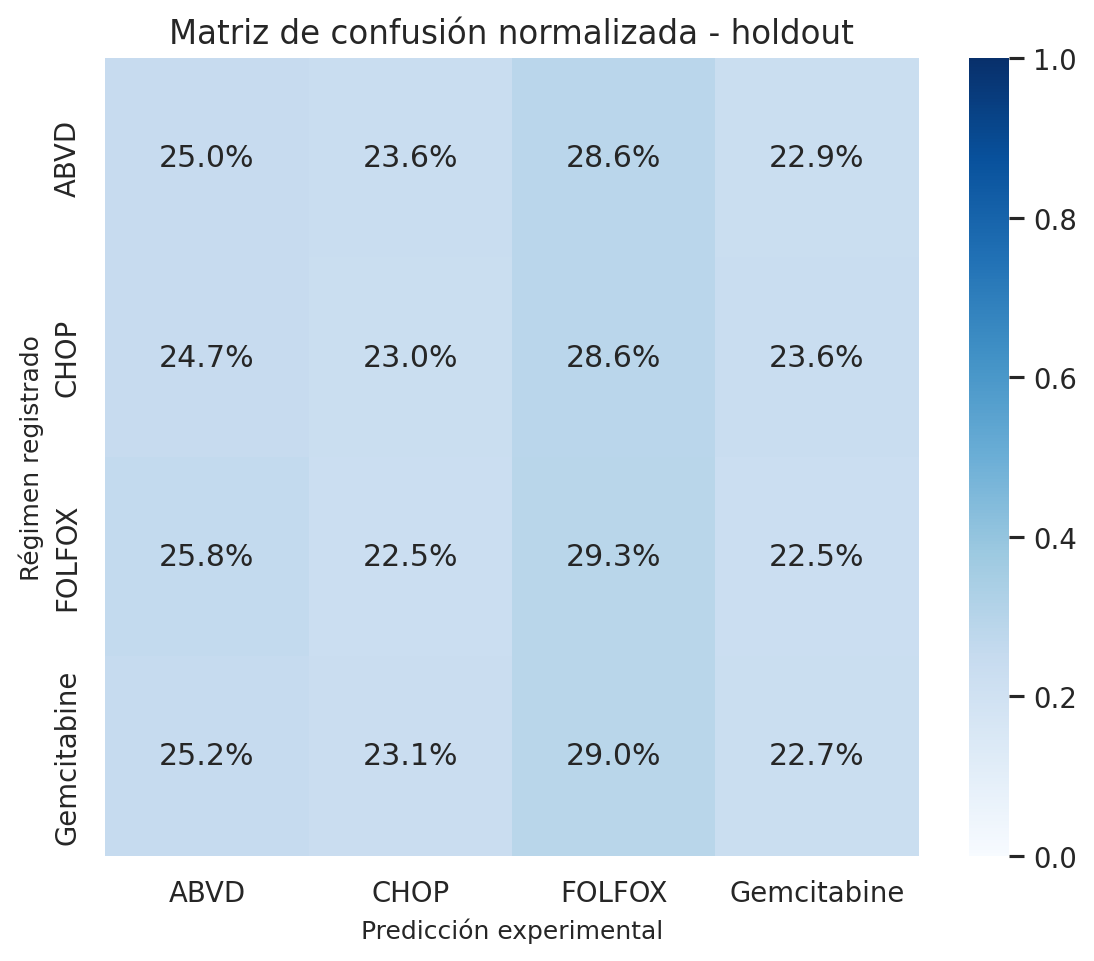 Matriz de confusión normalizada - holdout
Régimen registrado
ABVD
25.0% 23.6% 28.6% 22.9%
CHOP
24.7% 23.0% 28.6% 23.6%
FOLFOX
25.8% 22.5% 29.3% 22.5%
Gemcitabine
25.2% 23.1% 29.0% 22.7%
ABVD CHOP FOLFOX Gemcitabine
Predicción experimental
1.0
0.8
0.6
0.4
0.2
0.0